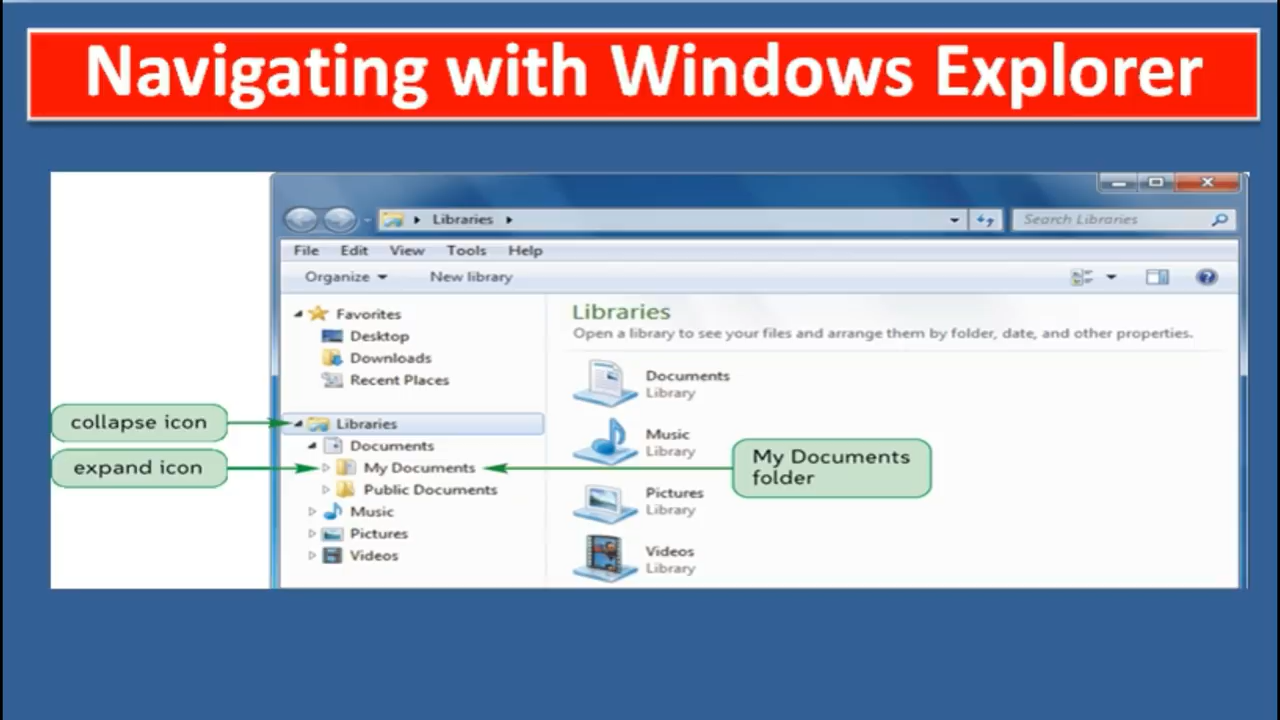 Navigating with Windows Explorer
Libraries
Search Libraries
File Edit View Tools Help
Organize New library
Favorites
Desktop
Downloads
Recent Places
collapse icon
Libraries
expand icon
Documents
My Documents
Public Documents
Music
Pictures
Videos
Libraries
Open a library to see your files and arrange them by folder, date, and other properties.
Documents
Library
Music
Library
My Documents
folder
Pictures
Library
Videos
Library